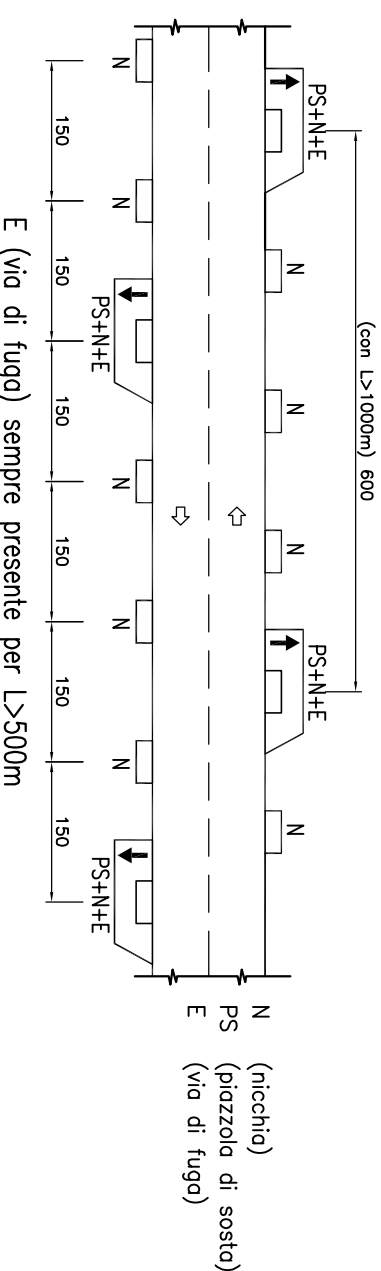 (con L>1000m) 600
PS+N+E
N
N
N
PS+N+E
N
N
N
PS+N+E
N
N
N
PS+N+E
150
150
150
150
150
150
E (via di fuga) sempre presente per L>500m
N (nicchia)
PS (piazzola di sosta)
E (via di fuga)